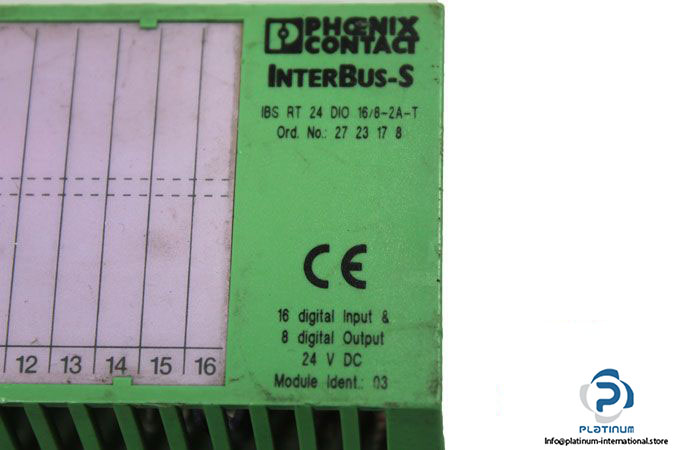 PHŒNIX
CONTACT
INTERBUS-S
IBS RT 24 DIO 16/8-2A-T
Ord. No.: 27 23 17 8
CE
16 digital Input &
8 digital Output
24 V DC
Module Ident.: 03
12 13 14 15 16
PLATINUM
Info@platinum-international.store